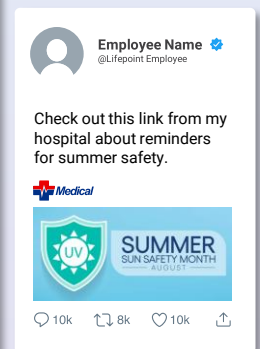 Employee Name
@Lifepoint Employee
Check out this link from my
hospital about reminders
for summer safety.
Medical
UV
SUMMER
SUN SAFETY MONTH
AUGUST
10k 8k 10k